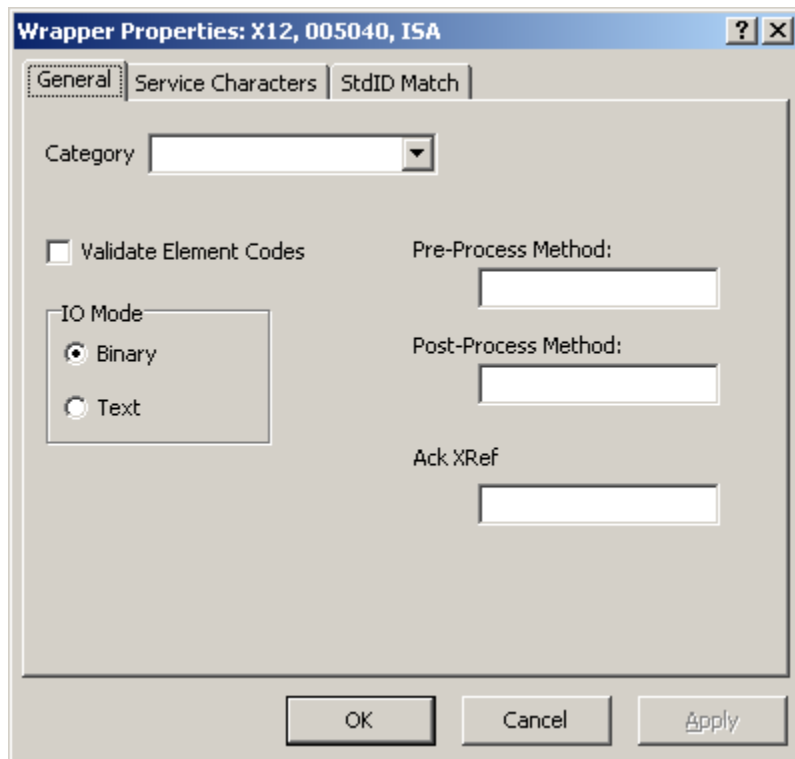 Wrapper Properties: X12, 005040, ISA ?
General Service Characters StdID Match
Category
Validate Element Codes
Pre-Process Method:
IO Mode
Binary
Post-Process Method:
Text
Ack XRef
OK Cancel Apply